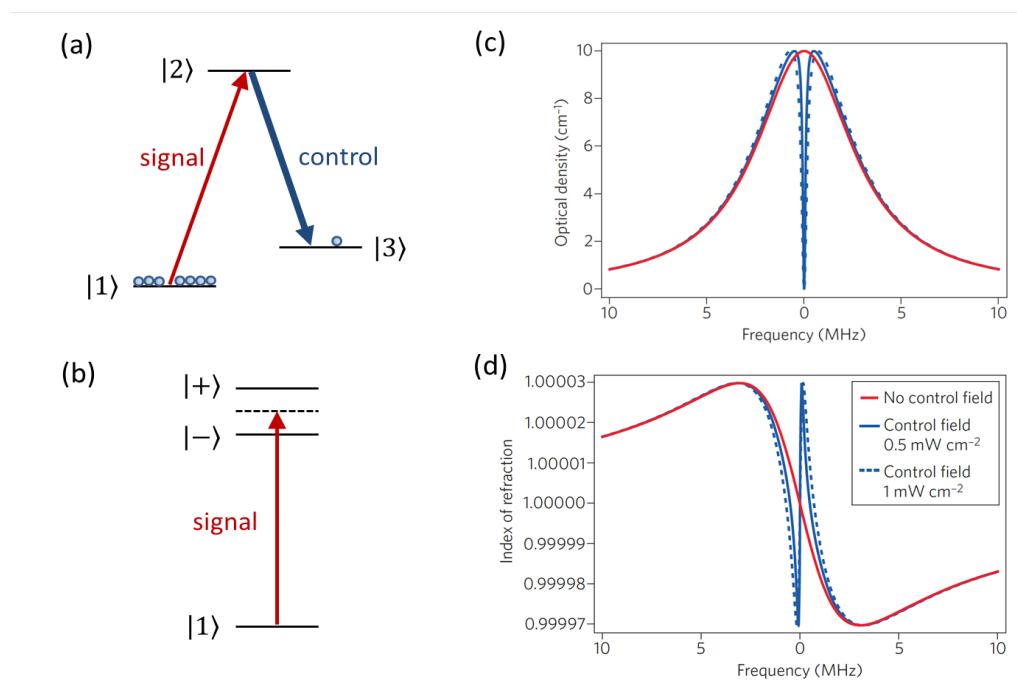 (a)
|2⟩
signal
control
|3⟩
|1⟩
(b)
|+⟩
|−⟩
signal
|1⟩
(c)
Optical density (cm⁻¹)
10
8
6
4
2
0
10 5 0 5 10
Frequency (MHz)
(d)
Index of refraction
1.00003
1.00002
1.00001
1.00000
0.99999
0.99998
0.99997
No control field
Control field
0.5 mW cm⁻²
Control field
1 mW cm⁻²
10 5 0 5 10
Frequency (MHz)